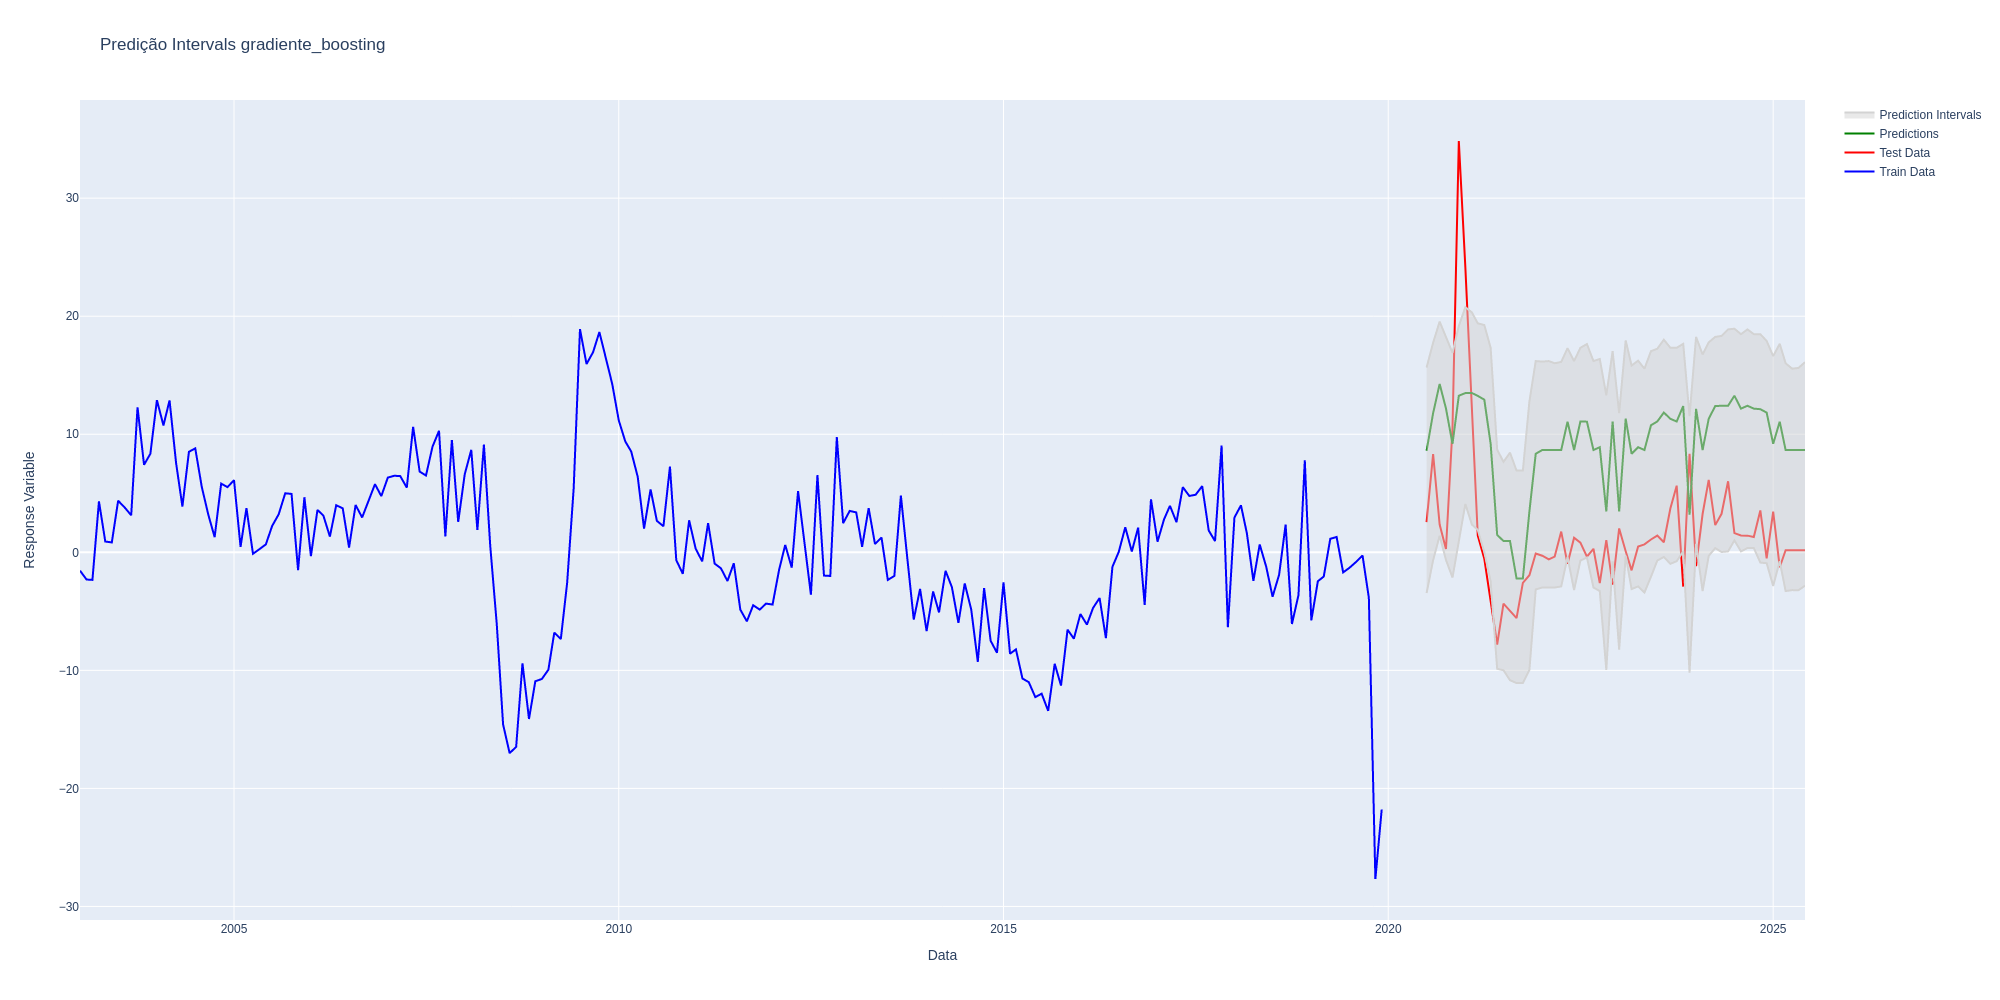 Predição Intervals gradiente_boosting
Prediction Intervals
Predictions
Test Data
Train Data
Response Variable
30
20
10
0
−10
−20
−30
2005
2010
2015
2020
2025
Data